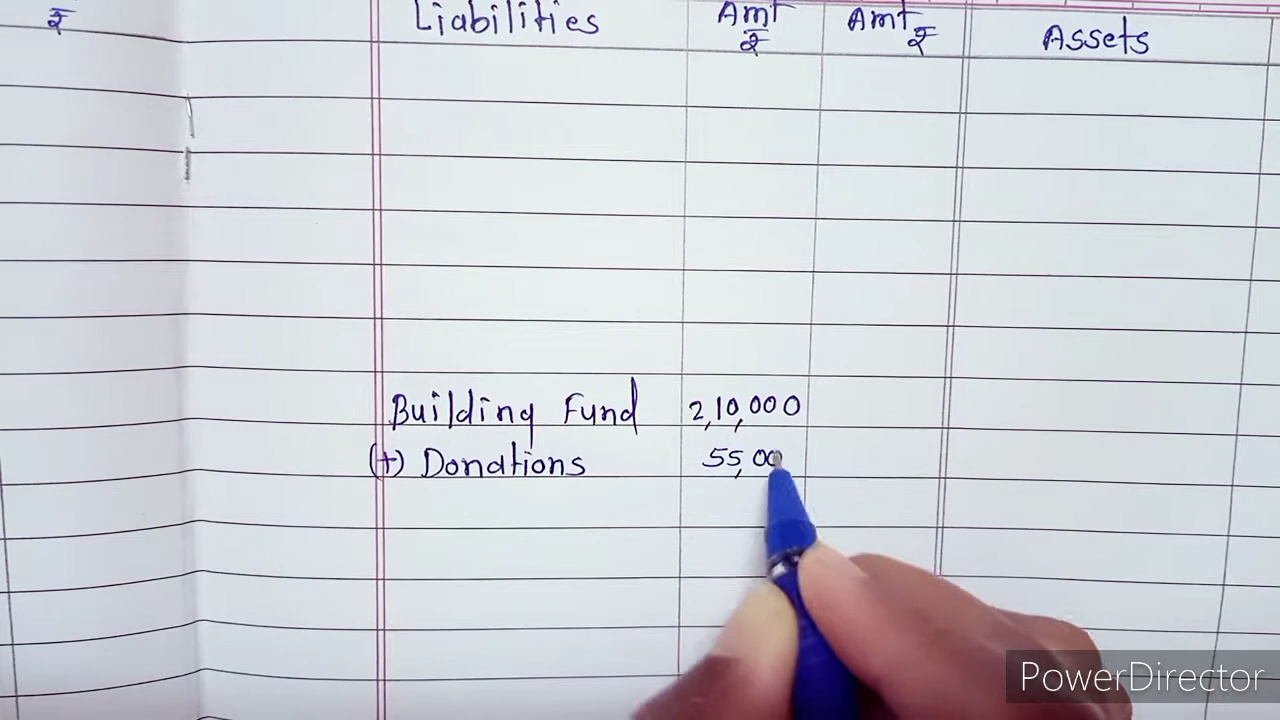 ₹ Liabilities Amt ₹ Amt ₹ Assets
Building Fund 2,10,000
(+) Donations 55,00
PowerDirector